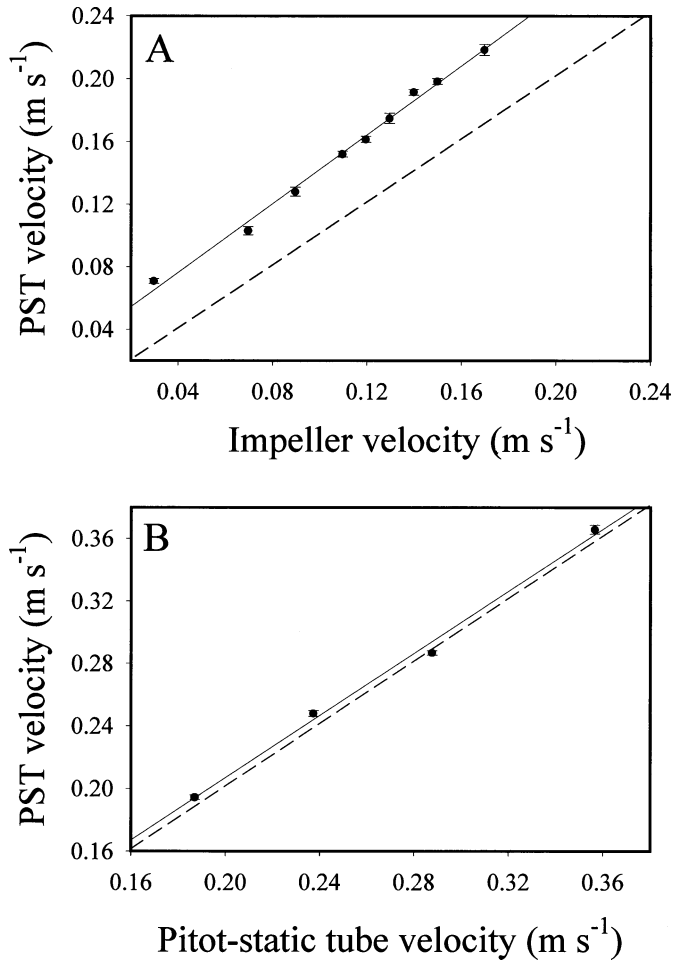 A
PST velocity (m s⁻¹)
0.24
0.20
0.16
0.12
0.08
0.04
0.04 0.08 0.12 0.16 0.20 0.24
Impeller velocity (m s⁻¹)
B
PST velocity (m s⁻¹)
0.36
0.32
0.28
0.24
0.20
0.16
0.16 0.20 0.24 0.28 0.32 0.36
Pitot-static tube velocity (m s⁻¹)